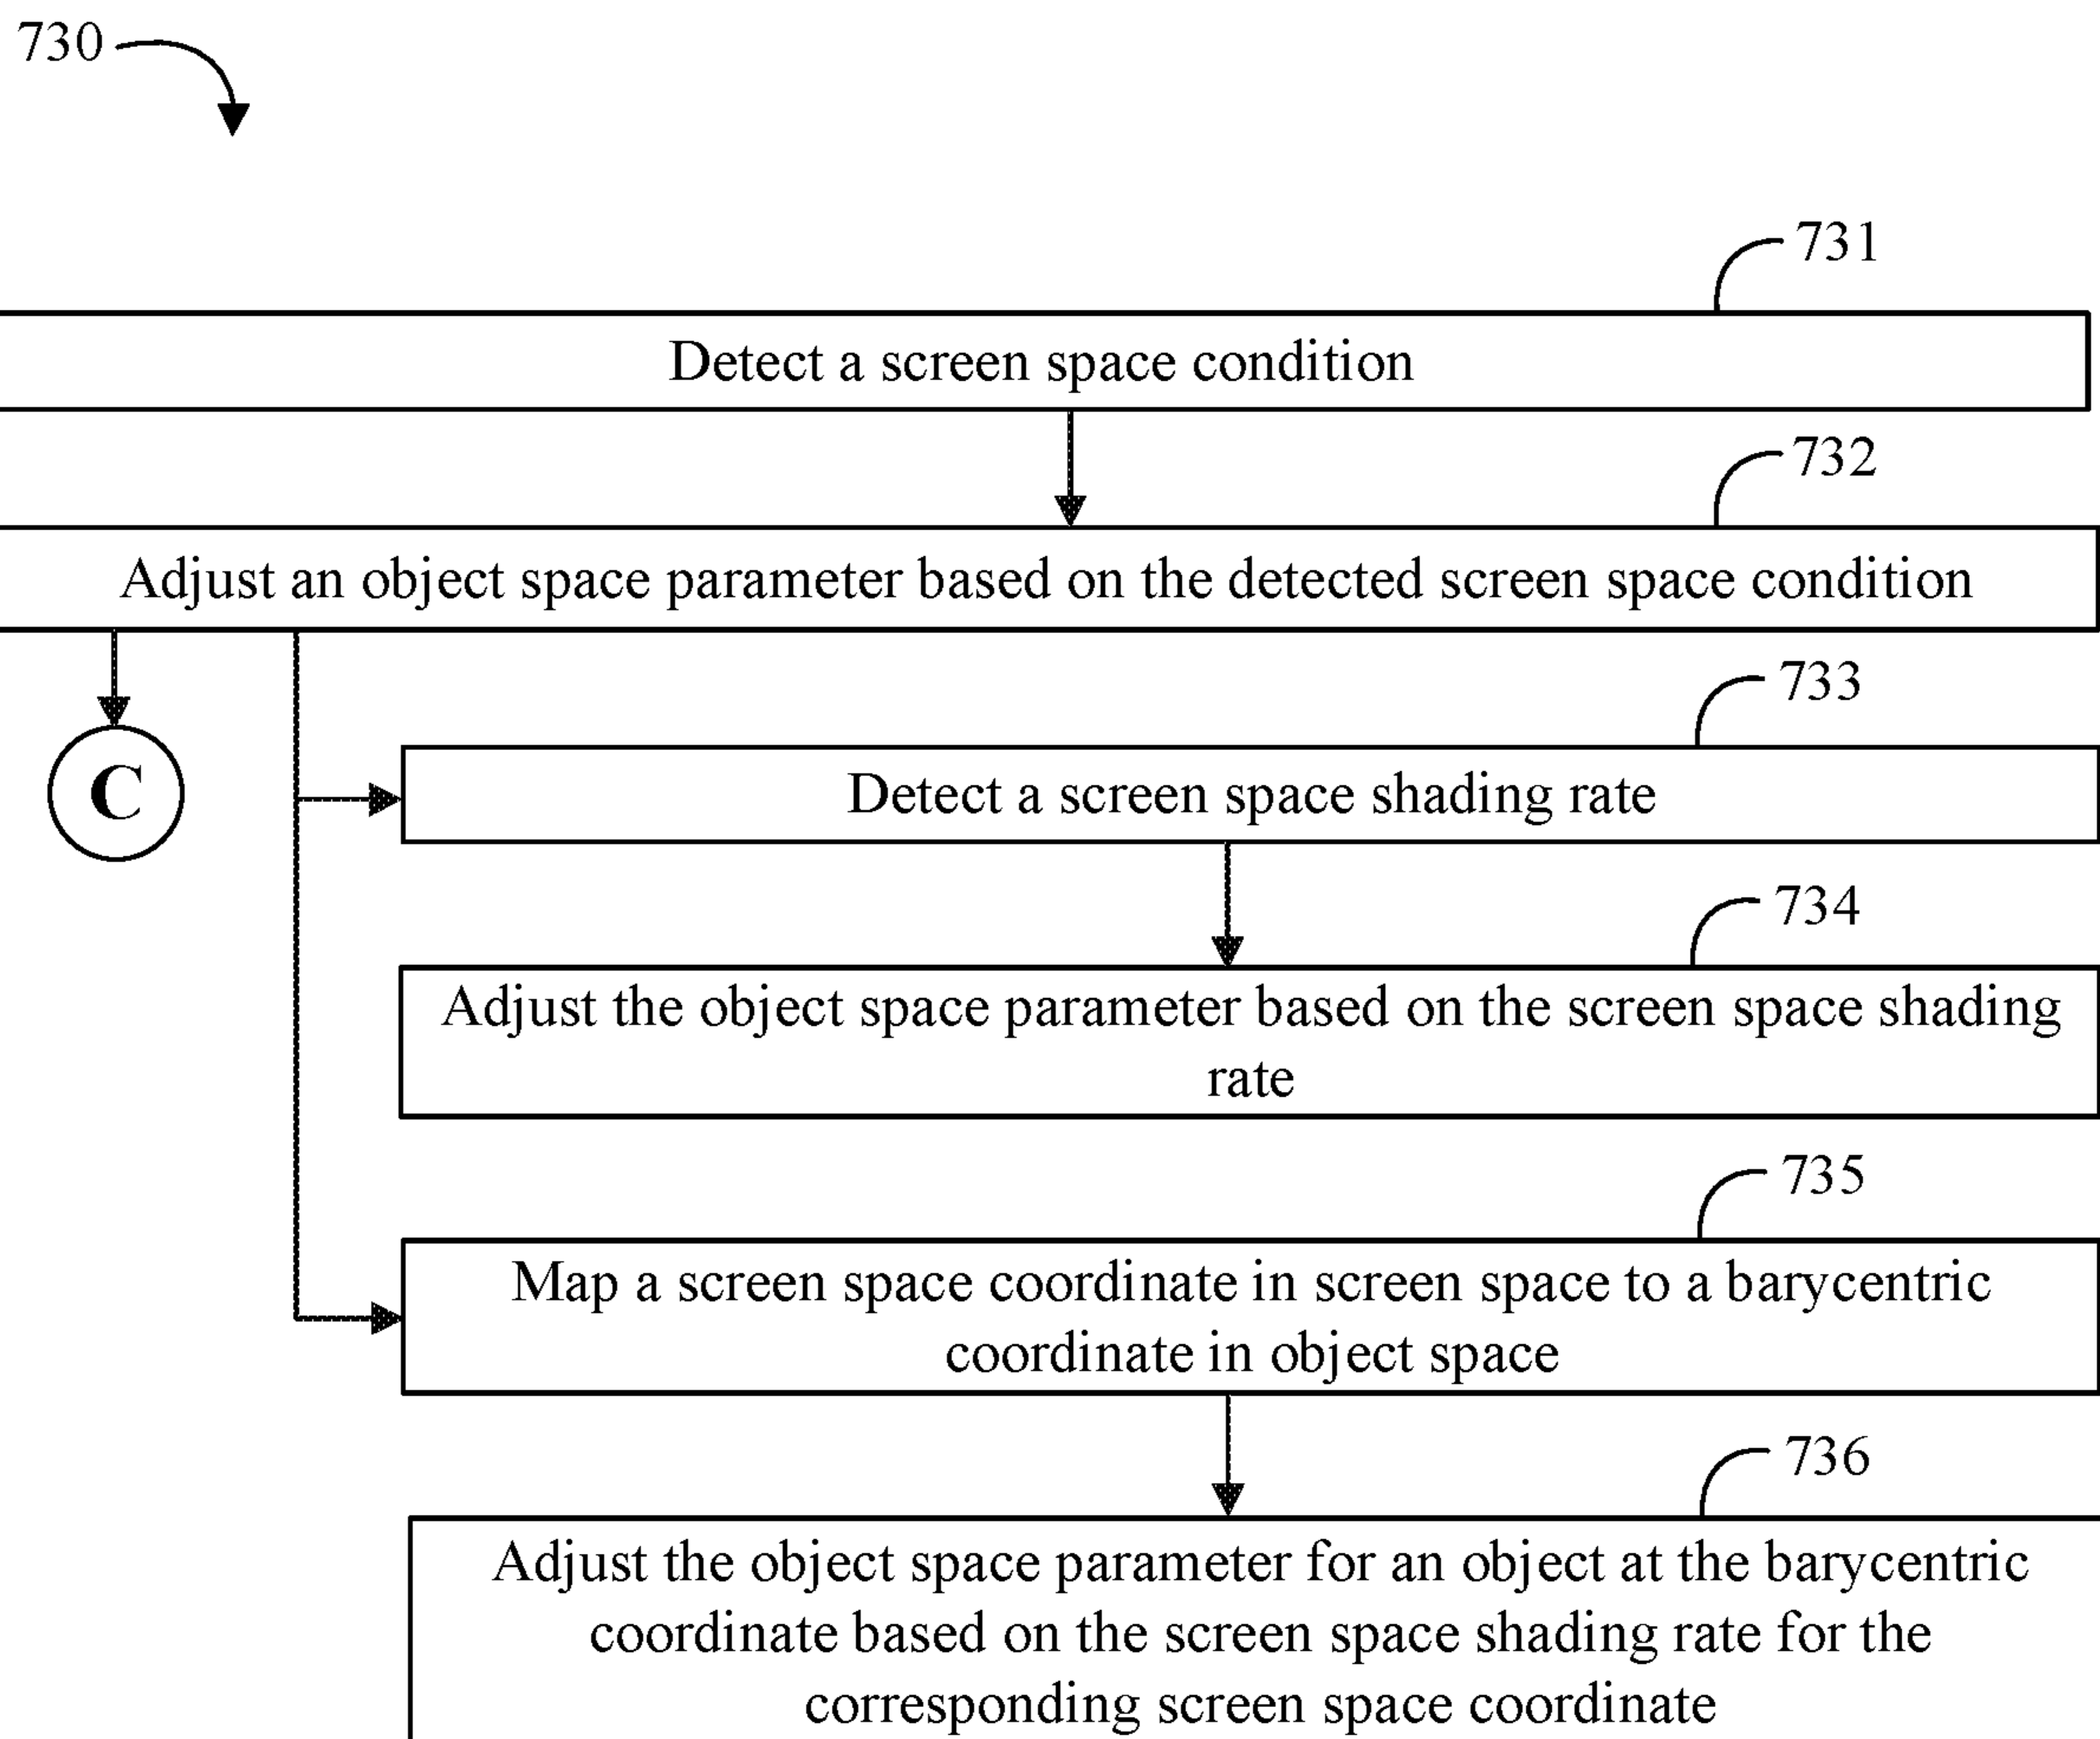 730
731
Detect a screen space condition
732
Adjust an object space parameter based on the detected screen space condition
733
C
Detect a screen space shading rate
734
Adjust the object space parameter based on the screen space shading
rate
735
Map a screen space coordinate in screen space to a barycentric
coordinate in object space
736
Adjust the object space parameter for an object at the barycentric
coordinate based on the screen space shading rate for the
corresponding screen space coordinate